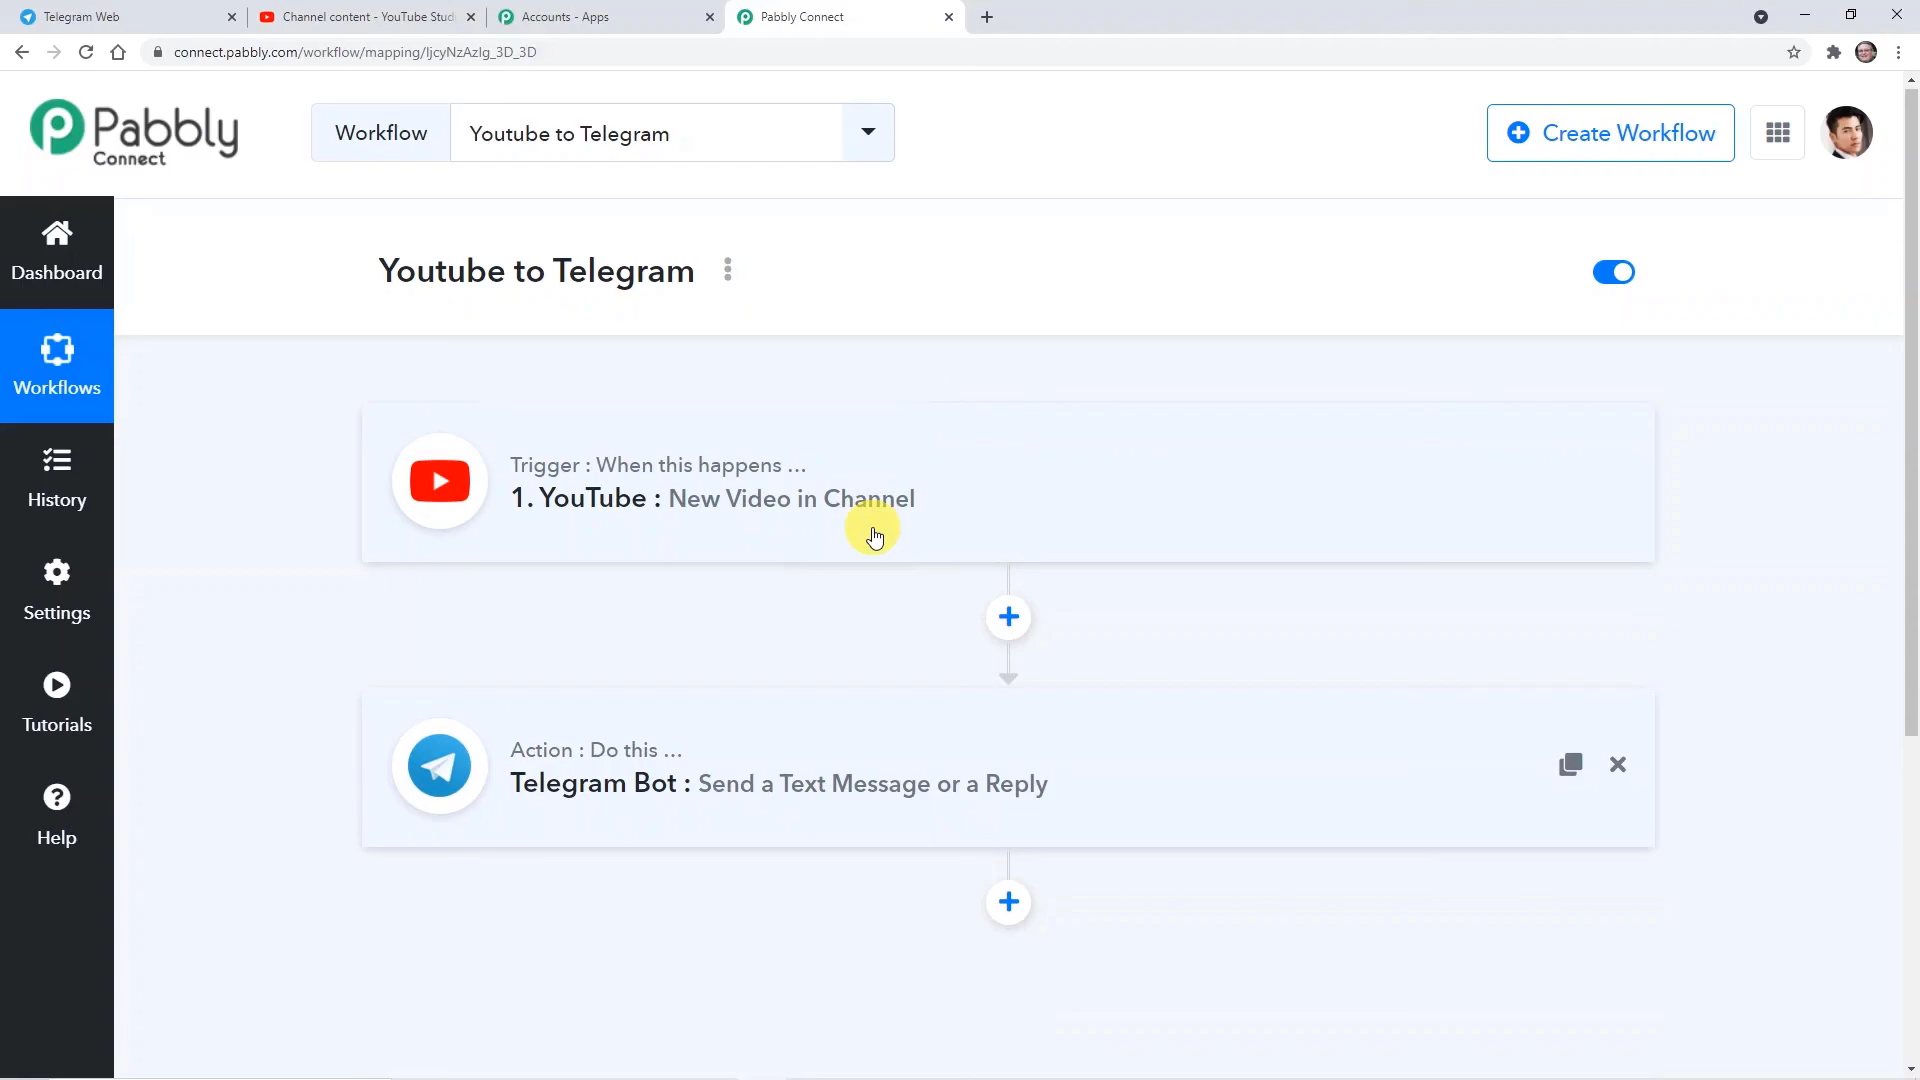 Telegram Web
Channel content - YouTube Stud
Accounts - Apps
Pabbly Connect
connect.pabbly.com/workflow/mapping/IjcyNzAzIg_3D_3D
Pabbly
Connect
Workflow
Youtube to Telegram
Create Workflow
Dashboard
Workflows
History
Settings
Tutorials
Help
Youtube to Telegram
Trigger : When this happens ...
1. YouTube : New Video in Channel
Action : Do this ...
Telegram Bot : Send a Text Message or a Reply